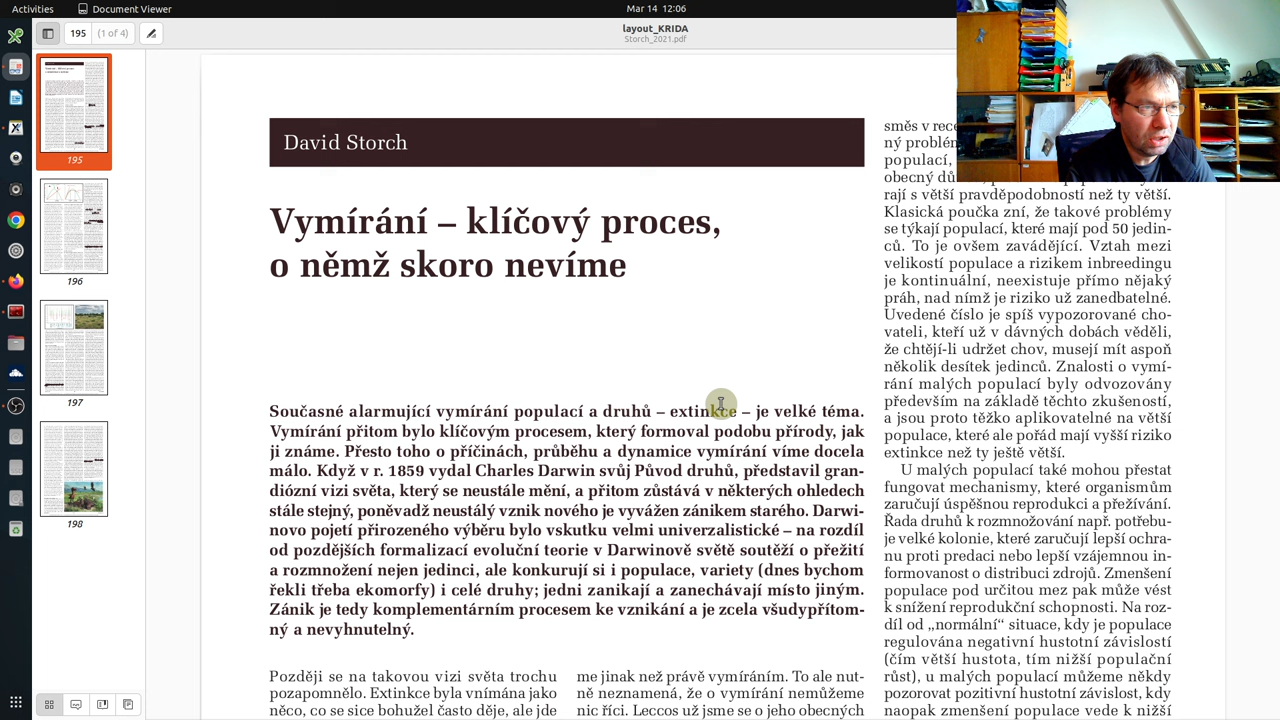 Activities
Document Viewer
Mar 14 12:06
195
(1 of 4)
layout_KRIDA
Storch_2021.pdf
195
196
197
198
David Storch
Vymírání – klíčový proces,
o němž skoro nevíme
Současné alarmující vymírání populací a druhů – extinkce – je velké téma.
Vymírání přitom bylo klíčovým procesem, který formoval podobu přírody, jak
ji známe. Přesto toho o příčinách, průběhu a dynamice vymírání víme docela
málo. Když v r. 1859 vydal Charles Darwin svůj Původ druhů, představil gran-
diózní vizi světa, který se neustále mění, a přitom zůstává v některých ohledech
stále stejný, poněvadž neustálý vznik nového je vyvážen zánikem starého. Darwi-
novo pojetí přirozeného výběru bylo vskutku velmi univerzalistické – na rozdíl
od pozdějších formalizací evoluční teorie v Darwinově světě soutěží o přežití
a rozmnožení nejen jedinci, ale konkurují si i populace, variety (dnes bychom
řekli třeba ekomorfy) i celé druhy; jedni zanikají a zanechávají místo jiným.
Zánik je tedy komplementárním procesem ke vznikání a je zcela všudypřítom-
ný a nevyhnutelný.
Později se na takovou vizi světa trochu
pozapomnělo. Extinkce byla vnímána jako
něco, co se sice bohužel často děje, ale jde
me jinak než právě vymíráním. To ale nut-
ně neznamená, že o vymírání nemůžeme
nic říci. Leccos už jsme se o jeho obecných
směs v rece
ný problém
populací,
obecný dů
rají s větší pravděpodobností než ty větší.
Klasická poučka zní, že takové problémy
se týkají populací, které mají pod 50 jedin-
ců. To je ovšem zavádějící. Vztah mezi
velikostí populace a rizikem inbreedingu
je kontinuální, neexistuje přímo nějaký
práh, nad nímž je riziko už zanedbatelné.
Uvedené číslo je spíš vypozorované cho-
vateli, kteří už v dávných dobách věděli,
že chtějí-li udržet chov, musejí mít aspoň
několik desítek jedinců. Znalosti o vymí-
rání malých populací byly odvozovány
především na základě těchto zkušeností,
a jsou proto těžko aplikovatelné na větší
populace, které ale pořád mají vyšší riziko
extinkce než ty ještě větší.
U malých populací také mohou přestat
fungovat mechanismy, které organismům
zaručují úspěšnou reprodukci a přežívání.
Řada druhů k rozmnožování např. potřebu-
je velké kolonie, které zaručují lepší ochra-
nu proti predaci nebo lepší vzájemnou in-
formovanost o distribuci zdrojů. Zmenšení
populace pod určitou mez pak může vést
k snížení reprodukční schopnosti. Na roz-
díl od „normální“ situace, kdy je populace
regulována negativní hustotní závislostí
(čím větší hustota, tím nižší populační
růst), u malých populací můžeme někdy
pozorovat pozitivní hustotní závislost, kdy
naopak zmenšení populace vede k nižší